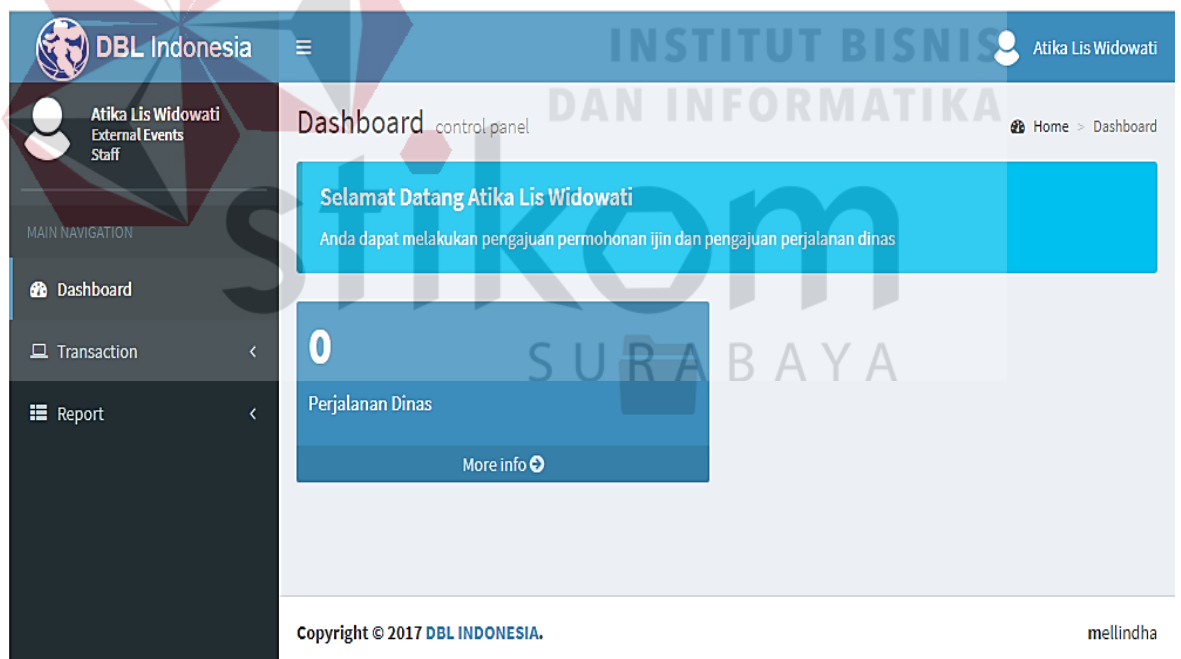 DBL Indonesia
Atika Lis Widowati
Atika Lis Widowati
External Events
Staff
MAIN NAVIGATION
Dashboard
Transaction
Report
Dashboard control panel
Home > Dashboard
Selamat Datang Atika Lis Widowati
Anda dapat melakukan pengajuan permohonan ijin dan pengajuan perjalanan dinas
0
Perjalanan Dinas
More info
Copyright © 2017 DBL INDONESIA.
mellindha
INSTITUT BISNIS
DAN INFORMATIKA
stikom
SURABAYA